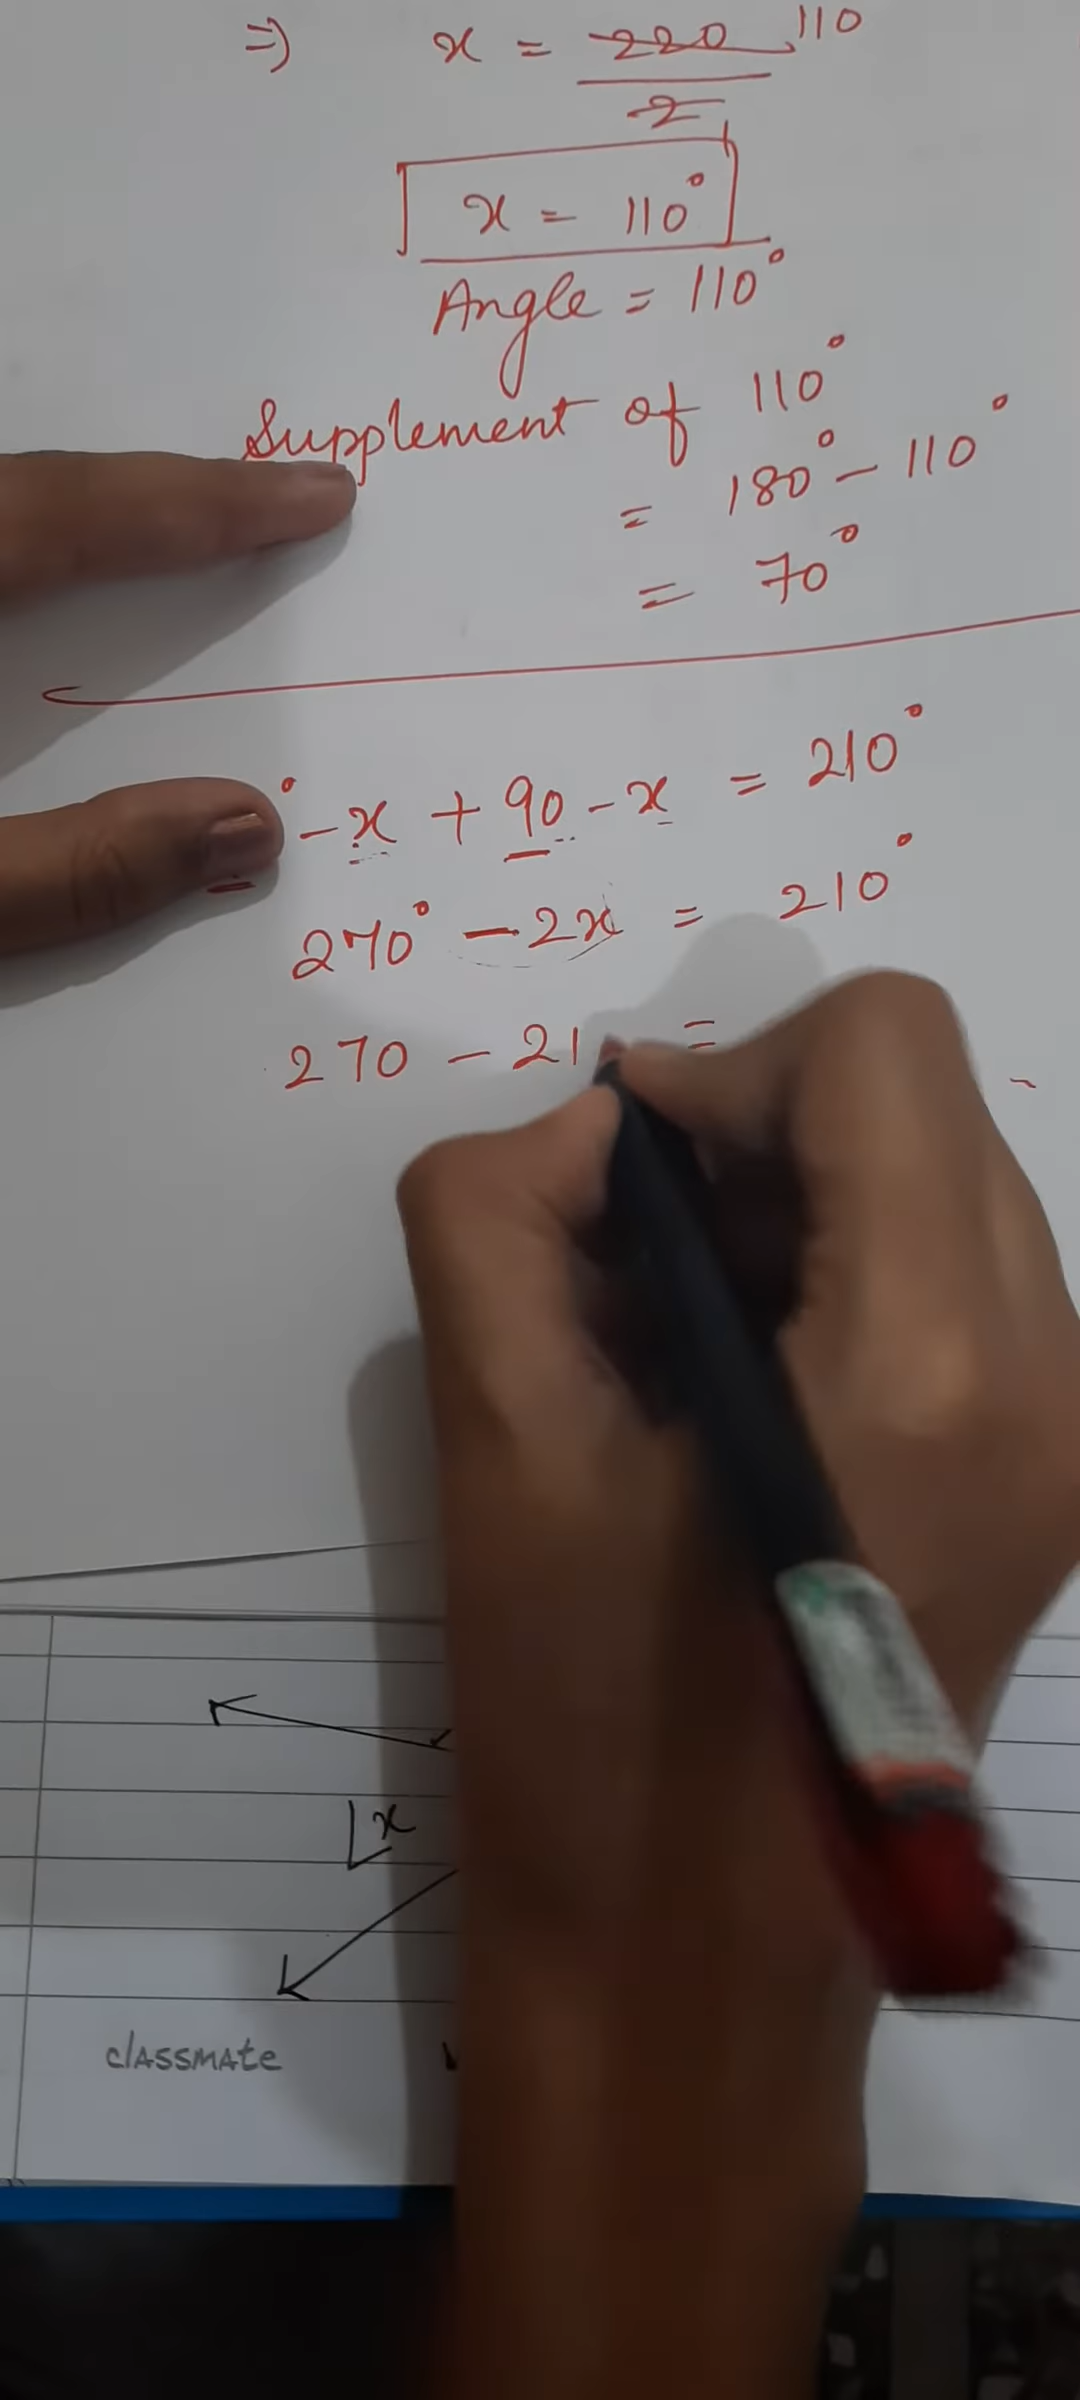 ⇒ x = 220 110
2
x = 110°
Angle = 110°
Supplement of 110°
= 180° - 110°
= 70°
° - x + 90 - x = 210°
270° - 2x = 210°
270 - 21 =
x
classmate